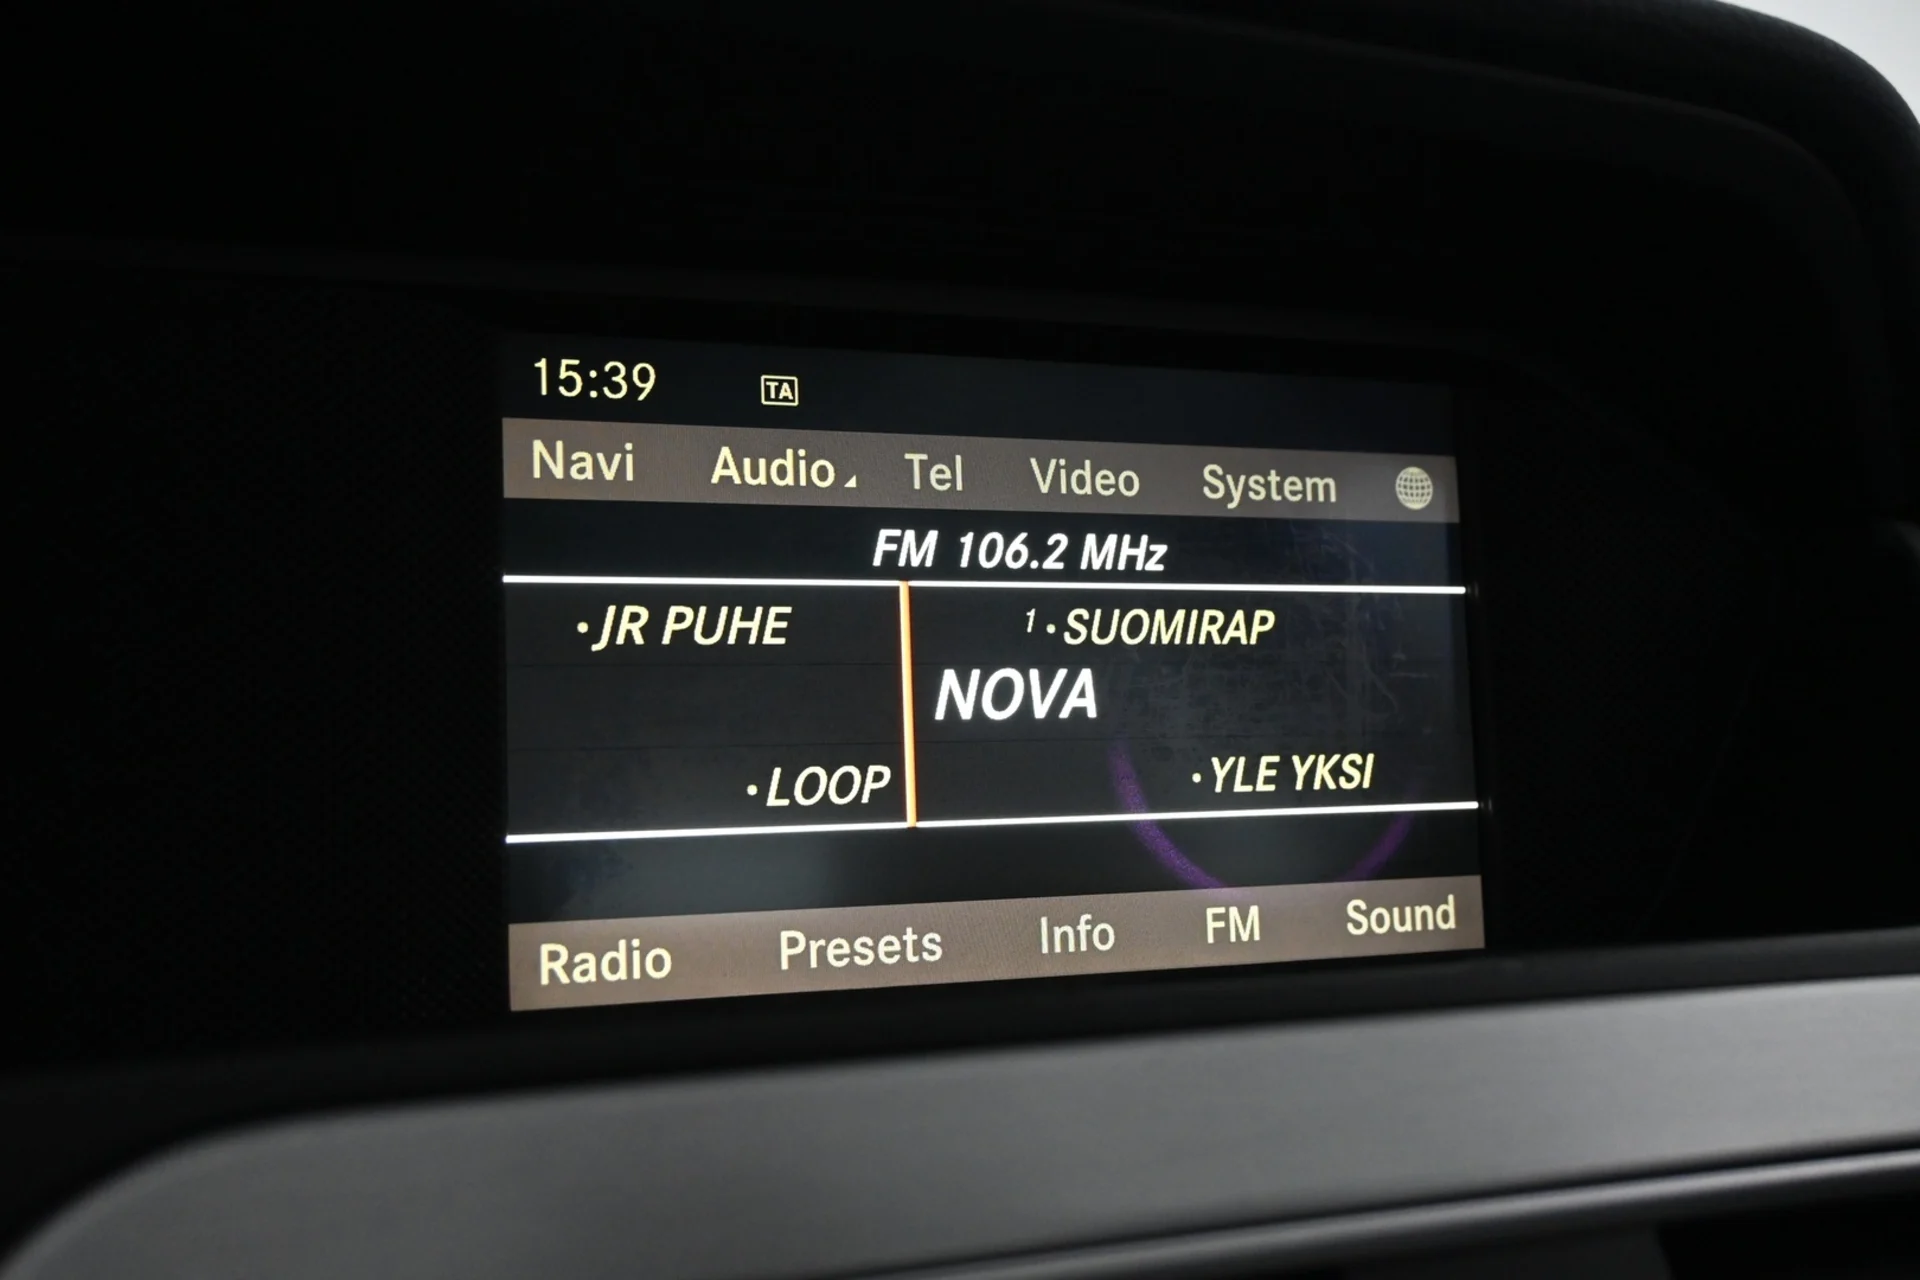 15:39 TA
Navi Audio Tel Video System
FM 106.2 MHz
·JR PUHE 1·SUOMIRAP
NOVA
·LOOP ·YLE YKSI
Radio Presets Info FM Sound